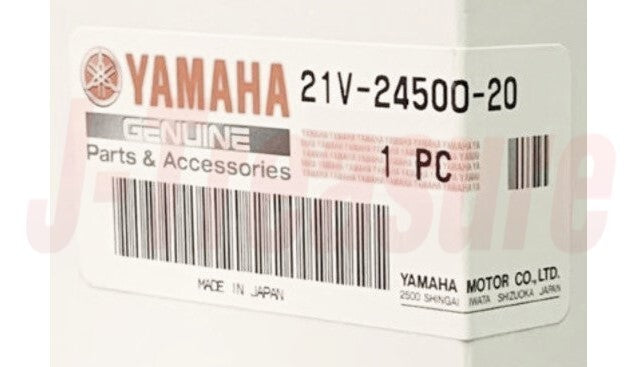 YAMAHA 21V-24500-20
GENUINE
Parts & Accessories
1 PC
MADE IN JAPAN
YAMAHA MOTOR CO., LTD.
2500 SHINGAI IWATA SHIZUOKA JAPAN
J-Treasure